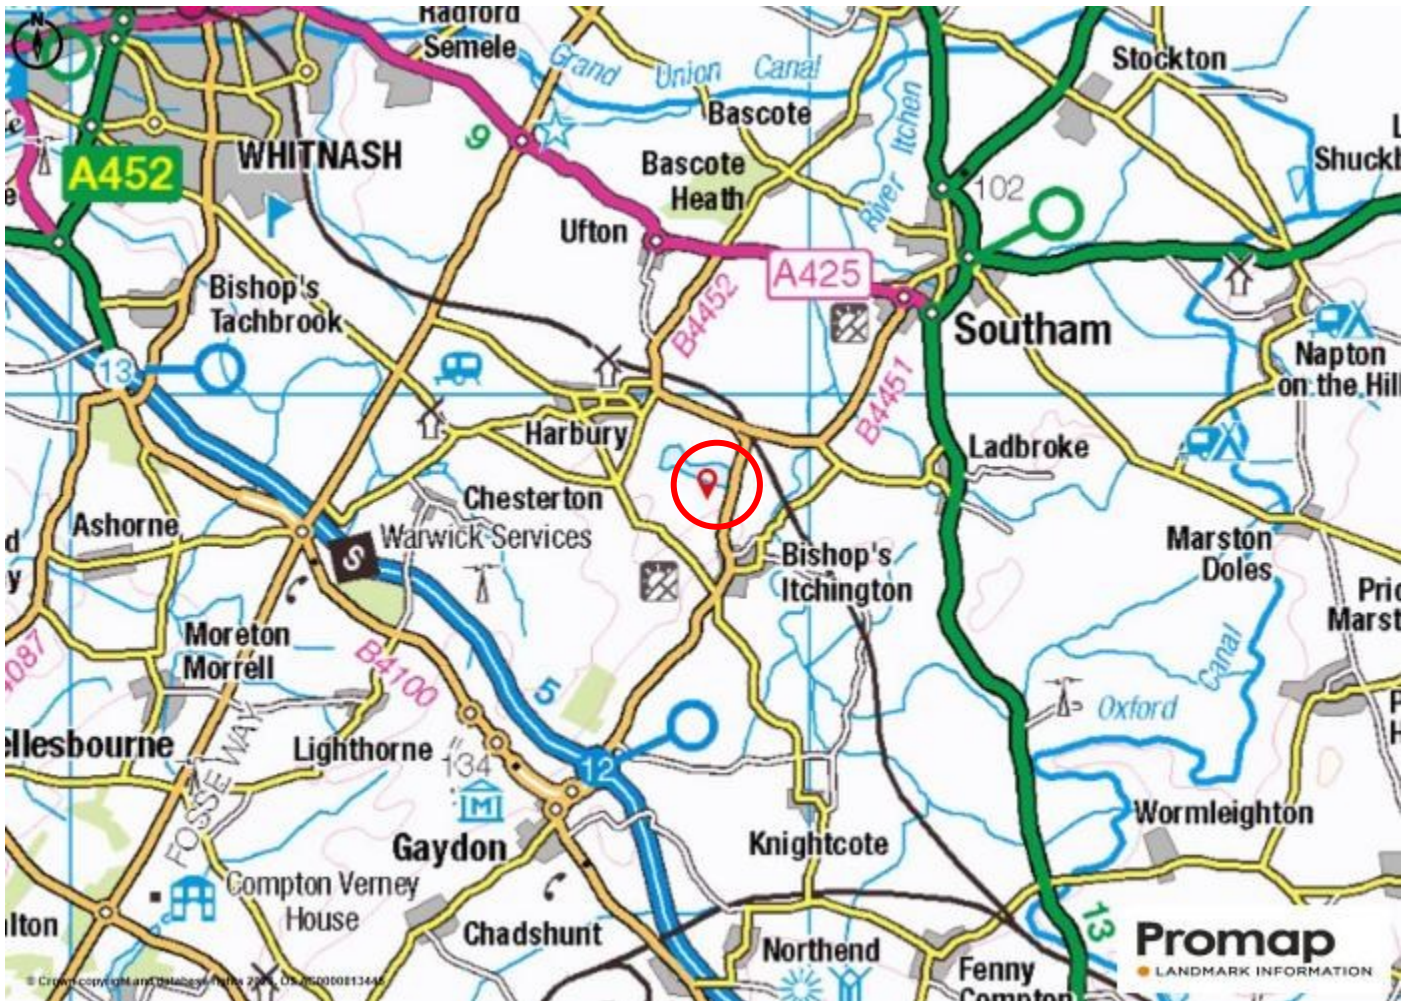 N
Radford
Semele
Grand Union Canal
Stockton
Bascote
River Itchen
9
WHITNASH
Bascote
Heath
A452
102
Ufton
A425
Bishop's
Tachbrook
B4452
Southam
Napton
on the Hill
13
B4451
Harbury
Ladbroke
Chesterton
Ashorne
Warwick Services
S
Marston
Doles
Bishop's
Itchington
Moreton
Morrell
B4100
5
Canal
Oxford
FOSSE WAY
Lighthorne
134
12
M
Wormleighton
Gaydon
Knightcote
Compton Verney
House
Chadshunt
13
Northend
Fenny
Compton
Promap
LANDMARK INFORMATION